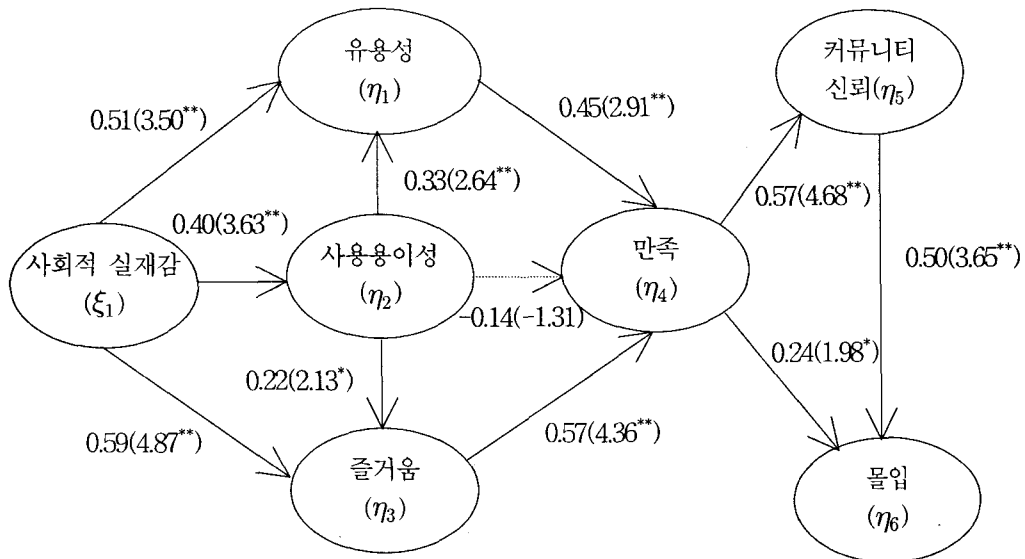 유용성
(η₁)
커뮤니티
신뢰(η₅)
0.51(3.50**)
0.45(2.91**)
0.33(2.64**)
0.57(4.68**)
0.40(3.63**)
사회적 실재감
(ξ₁)
사용용이성
(η₂)
만족
(η₄)
0.50(3.65**)
-0.14(-1.31)
0.22(2.13*)
0.24(1.98*)
0.59(4.87**)
0.57(4.36**)
즐거움
(η₃)
몰입
(η₆)